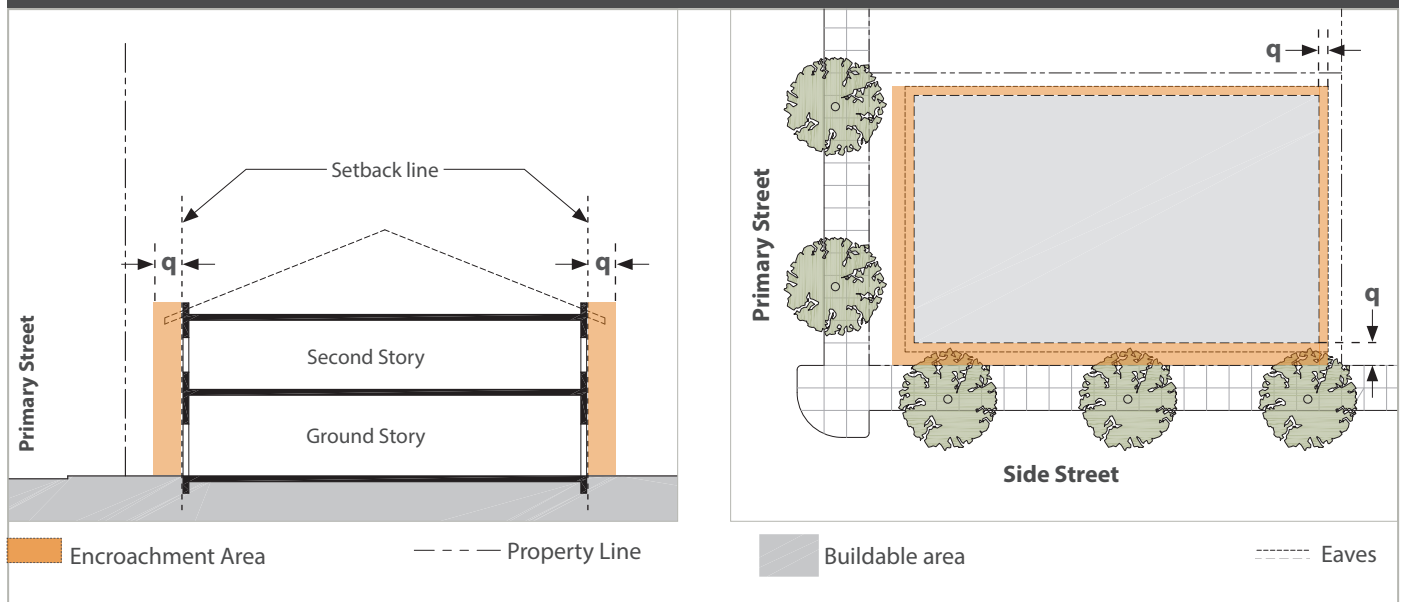 Setback line
q
q
Second Story
Ground Story
Primary Street
q
Primary Street
q
Side Street
Encroachment Area
Property Line
Buildable area
Eaves